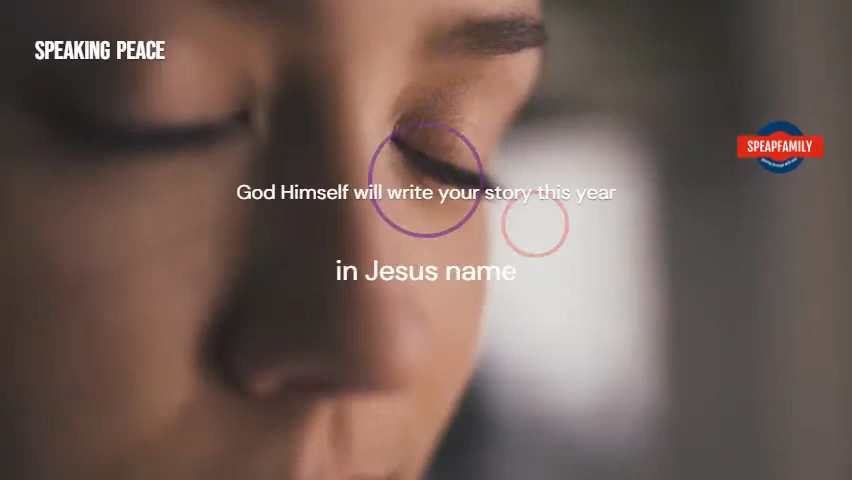 SPEAKING PEACE
SPEAPFAMILY
God Himself will write your story this year
in Jesus name